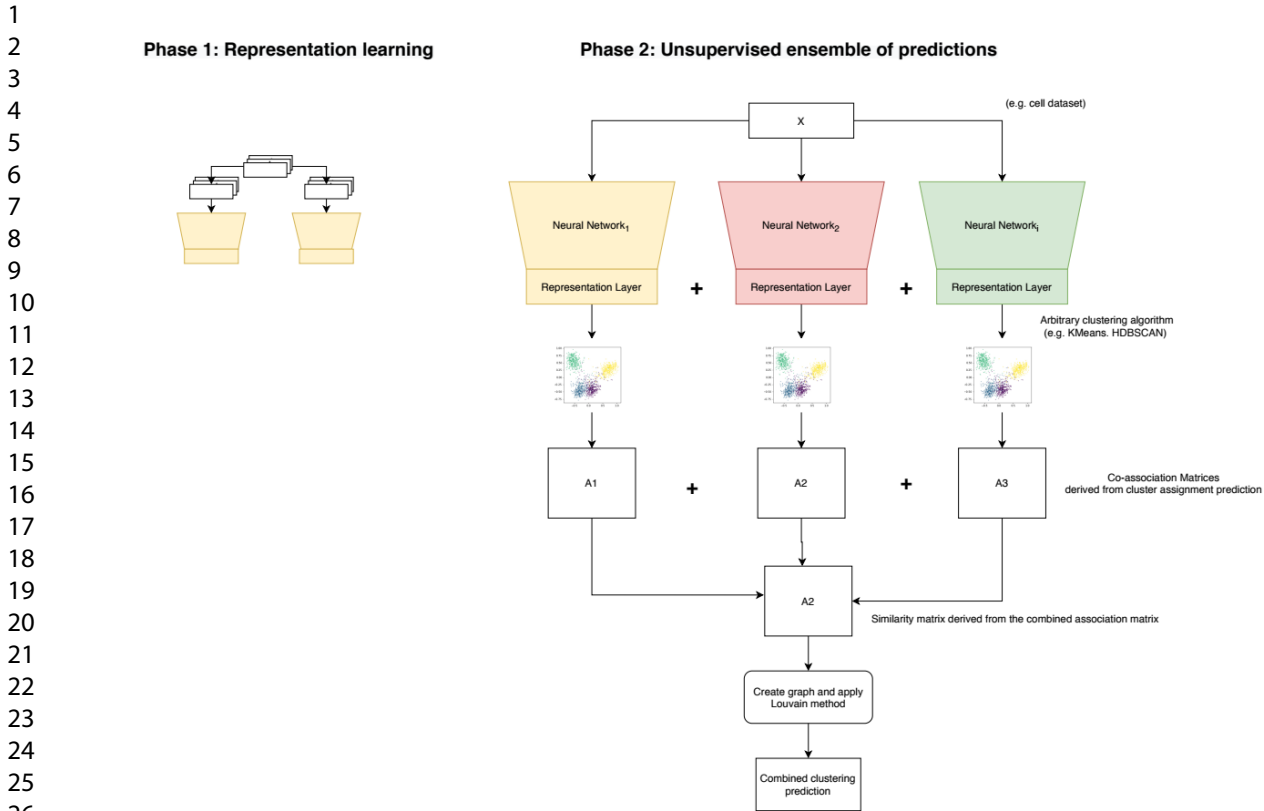 1
2
Phase 1: Representation learning
Phase 2: Unsupervised ensemble of predictions
3
4
(e.g. cell dataset)
X
5
6
7
Neural Network1
Neural Network2
Neural Networki
8
9
Representation Layer
+
Representation Layer
+
Representation Layer
10
11
Arbitrary clustering algorithm
(e.g. KMeans. HDBSCAN)
12
13
14
15
A1
+
A2
+
A3
Co-association Matrices
derived from cluster assignment prediction
16
17
18
19
A2
20
Similarity matrix derived from the combined association matrix
21
22
Create graph and apply
Louvain method
23
24
25
Combined clustering
prediction